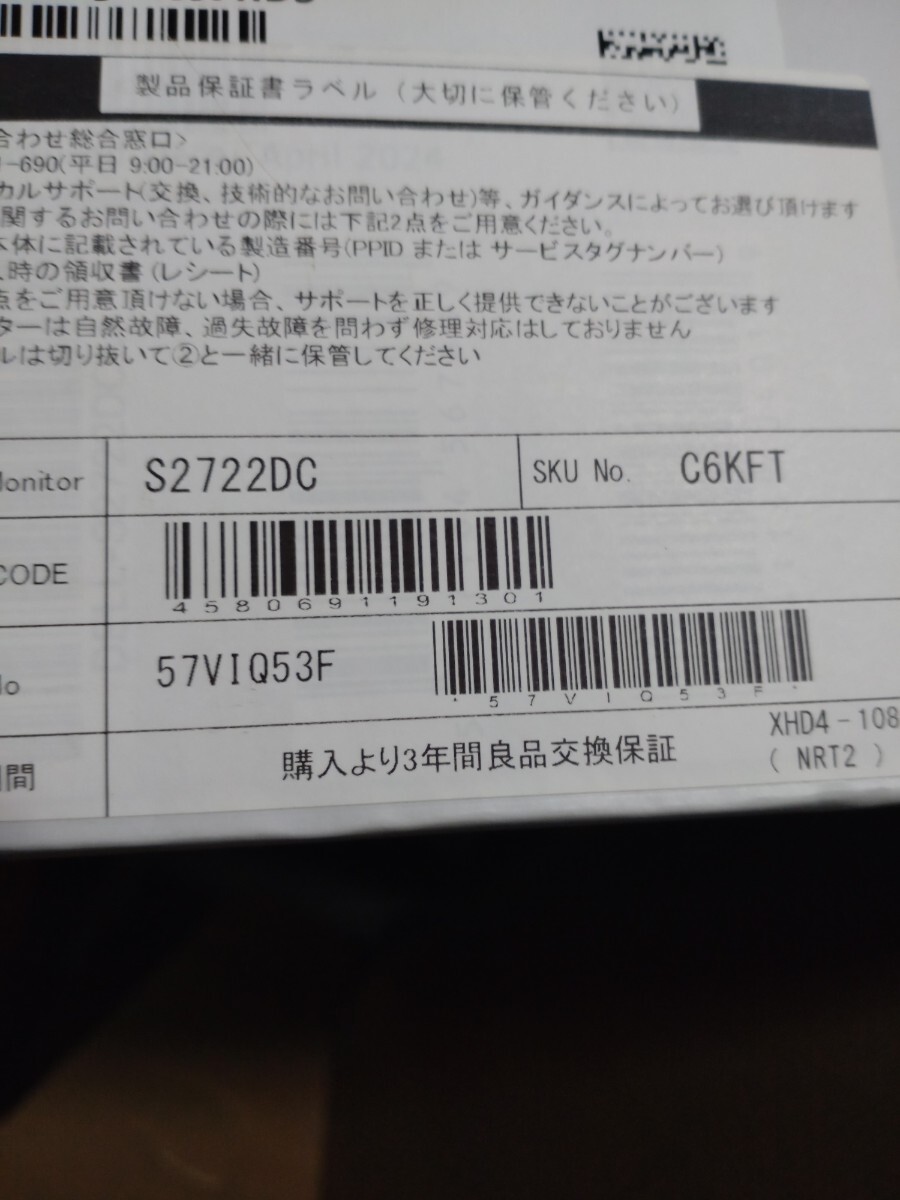 製品保証書ラベル（大切に保管ください）
合わせ総合窓口>
-690(平日 9:00-21:00)
カルサポート(交換、技術的なお問い合わせ)等、ガイダンスによってお選び頂けます
関するお問い合わせの際には下記2点をご用意ください。
本体に記載されている製造番号(PPID または サービスタグナンバー)
時の領収書(レシート)
点をご用意頂けない場合、サポートを正しく提供できないことがございます
ターは自然故障、過失故障を問わず修理対応はしておりません
ルは切り抜いて②と一緒に保管してください
Monitor S2722DC SKU No. C6KFT
CODE
4580691191301
No 57VIQ53F
*57VIQ53F*
期間 購入より3年間良品交換保証 XHD4-108
(NRT2)